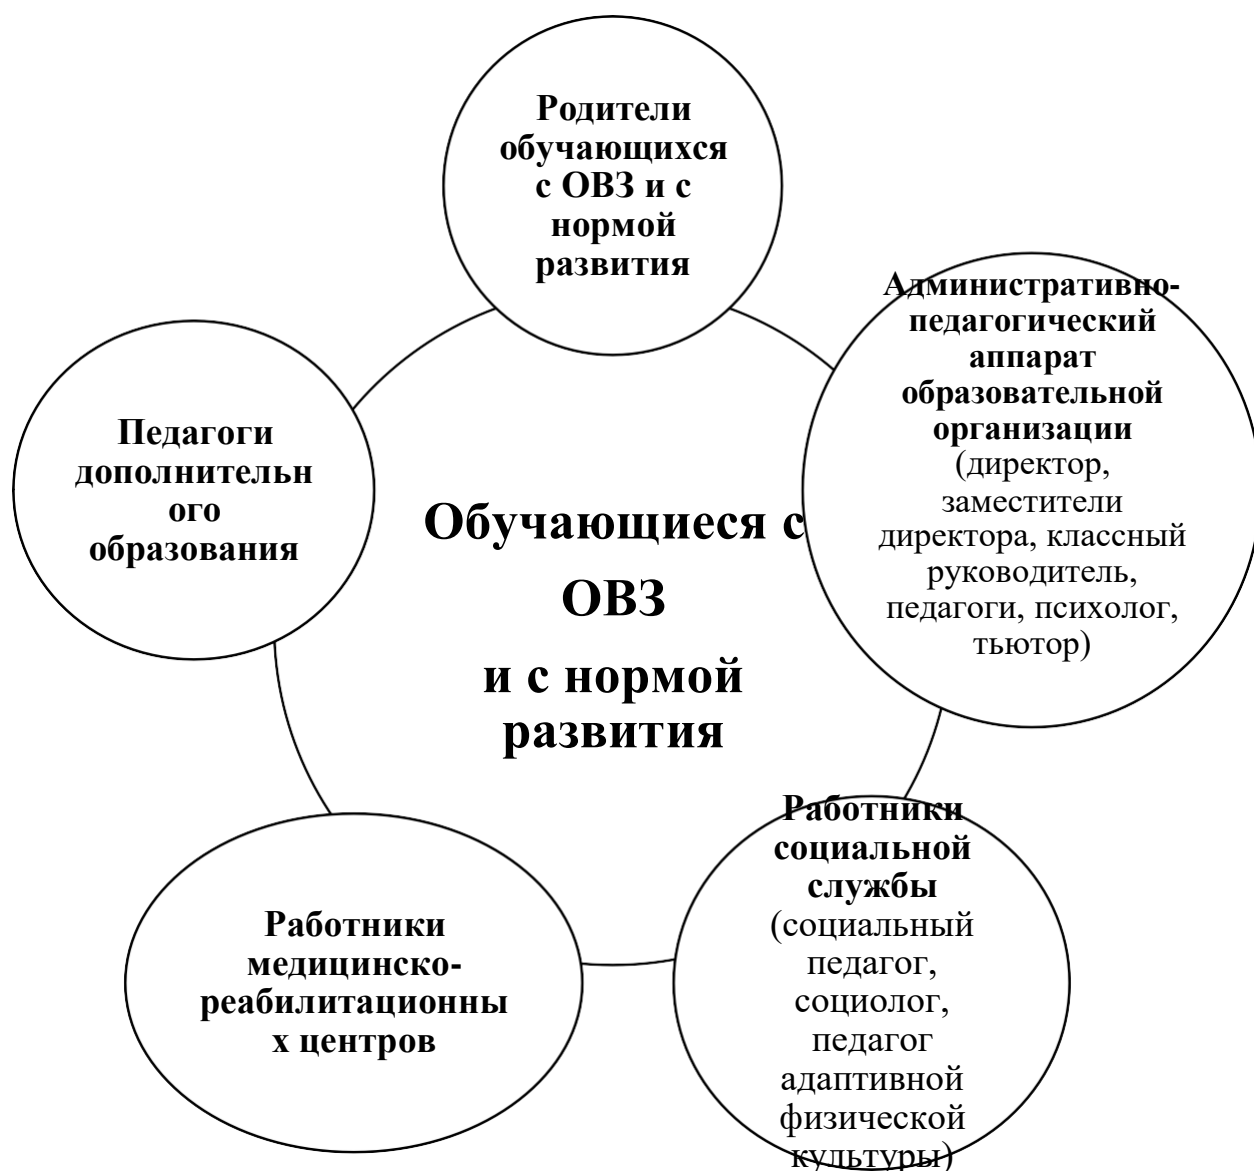 Родители
обучающихся
с ОВЗ и с
нормой
развития
Административно-
педагогический
аппарат
образовательной
организации
(директор,
заместители
директора, классный
руководитель,
педагоги, психолог,
тьютор)
Педагоги
дополнительн
ого
образования
Обучающиеся с
ОВЗ
и с нормой
развития
Работники
социальной
службы
(социальный
педагог,
социолог,
педагог
адаптивной
физической
культуры)
Работники
медицинско-
реабилитационны
х центров